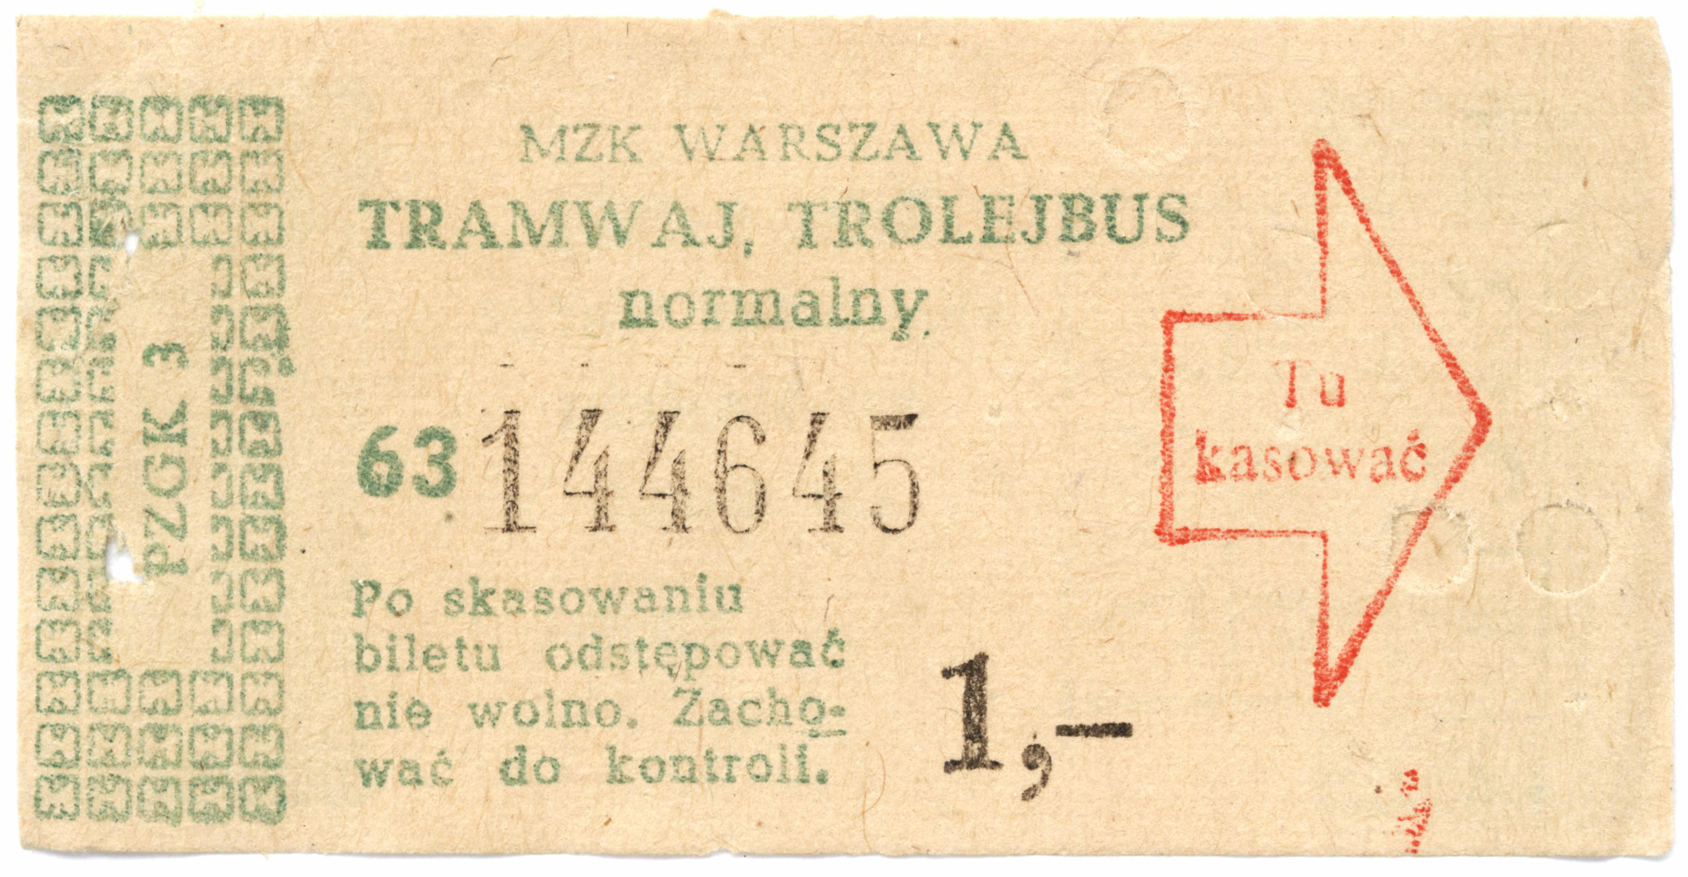 MZK WARSZAWA
TRAMWAJ, TROLEJBUS
normalny
PZGK 3
63 144645
Tu
kasować
Po skasowaniu
biletu odstępować
nie wolno. Zacho-
wać do kontroli.
1,—